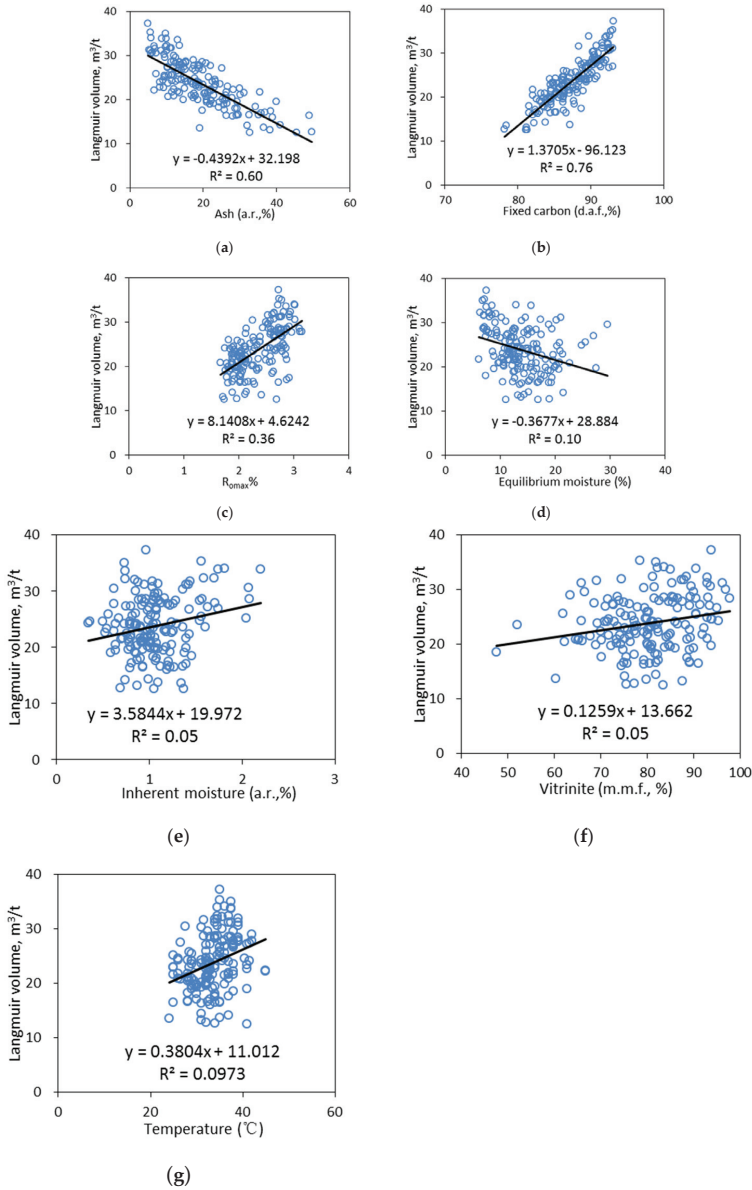 Langmuir volume, m³/t
40
30
20
10
0
y = -0.4392x + 32.198
R² = 0.60
0 20 40 60
Ash (a.r.,%)
(a)
Langmuir volume, m³/t
40
30
20
10
0
y = 1.3705x - 96.123
R² = 0.76
70 80 90 100
Fixed carbon (d.a.f.,%)
(b)
Langmuir volume, m³/t
40
30
20
10
0
y = 8.1408x + 4.6242
R² = 0.36
0 1 2 3 4
Romax%
(c)
Langmuir volume, m³/t
40
30
20
10
0
y = -0.3677x + 28.884
R² = 0.10
0 10 20 30 40
Equilibrium moisture (%)
(d)
Langmuir volume, m³/t
40
30
20
10
0
y = 3.5844x + 19.972
R² = 0.05
0 1 2 3
Inherent moisture (a.r.,%)
(e)
Langmuir volume, m³/t
40
30
20
10
0
y = 0.1259x + 13.662
R² = 0.05
40 50 60 70 80 90 100
Vitrinite (m.m.f., %)
(f)
Langmuir volume, m³/t
40
30
20
10
0
y = 0.3804x + 11.012
R² = 0.0973
0 20 40 60
Temperature (℃)
(g)